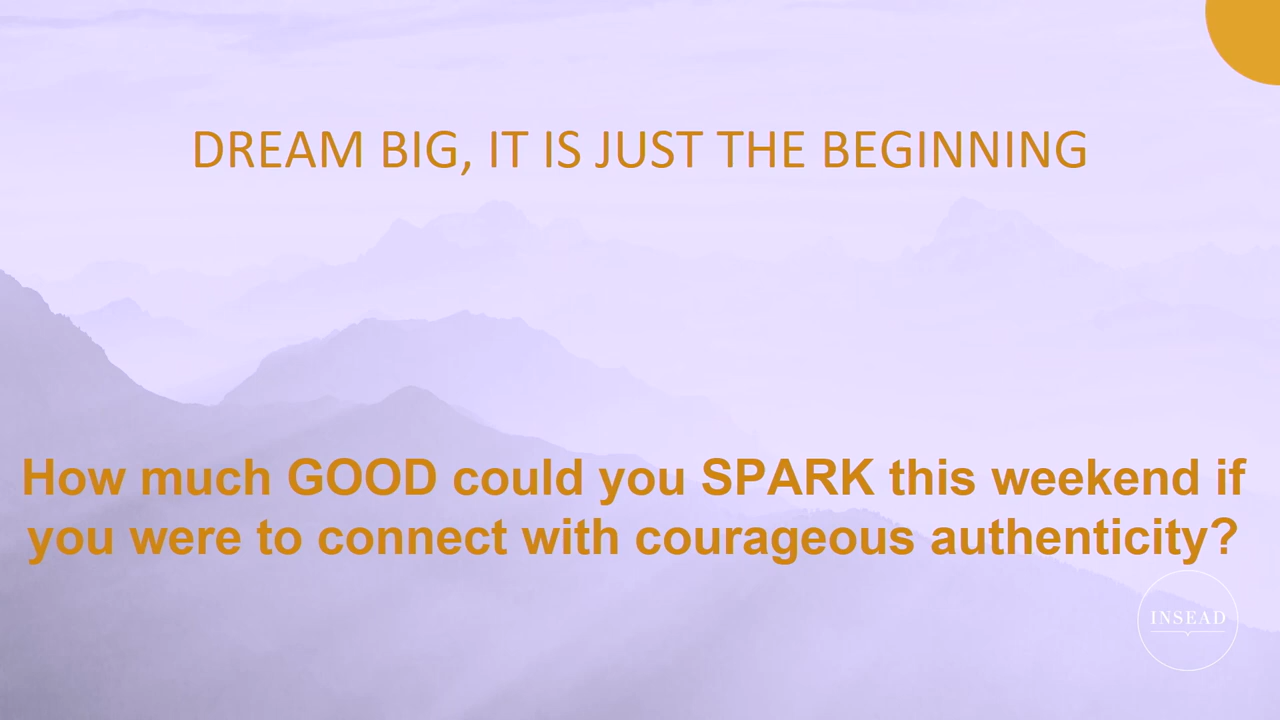 DREAM BIG, IT IS JUST THE BEGINNING
How much GOOD could you SPARK this weekend if
you were to connect with courageous authenticity?
INSEAD